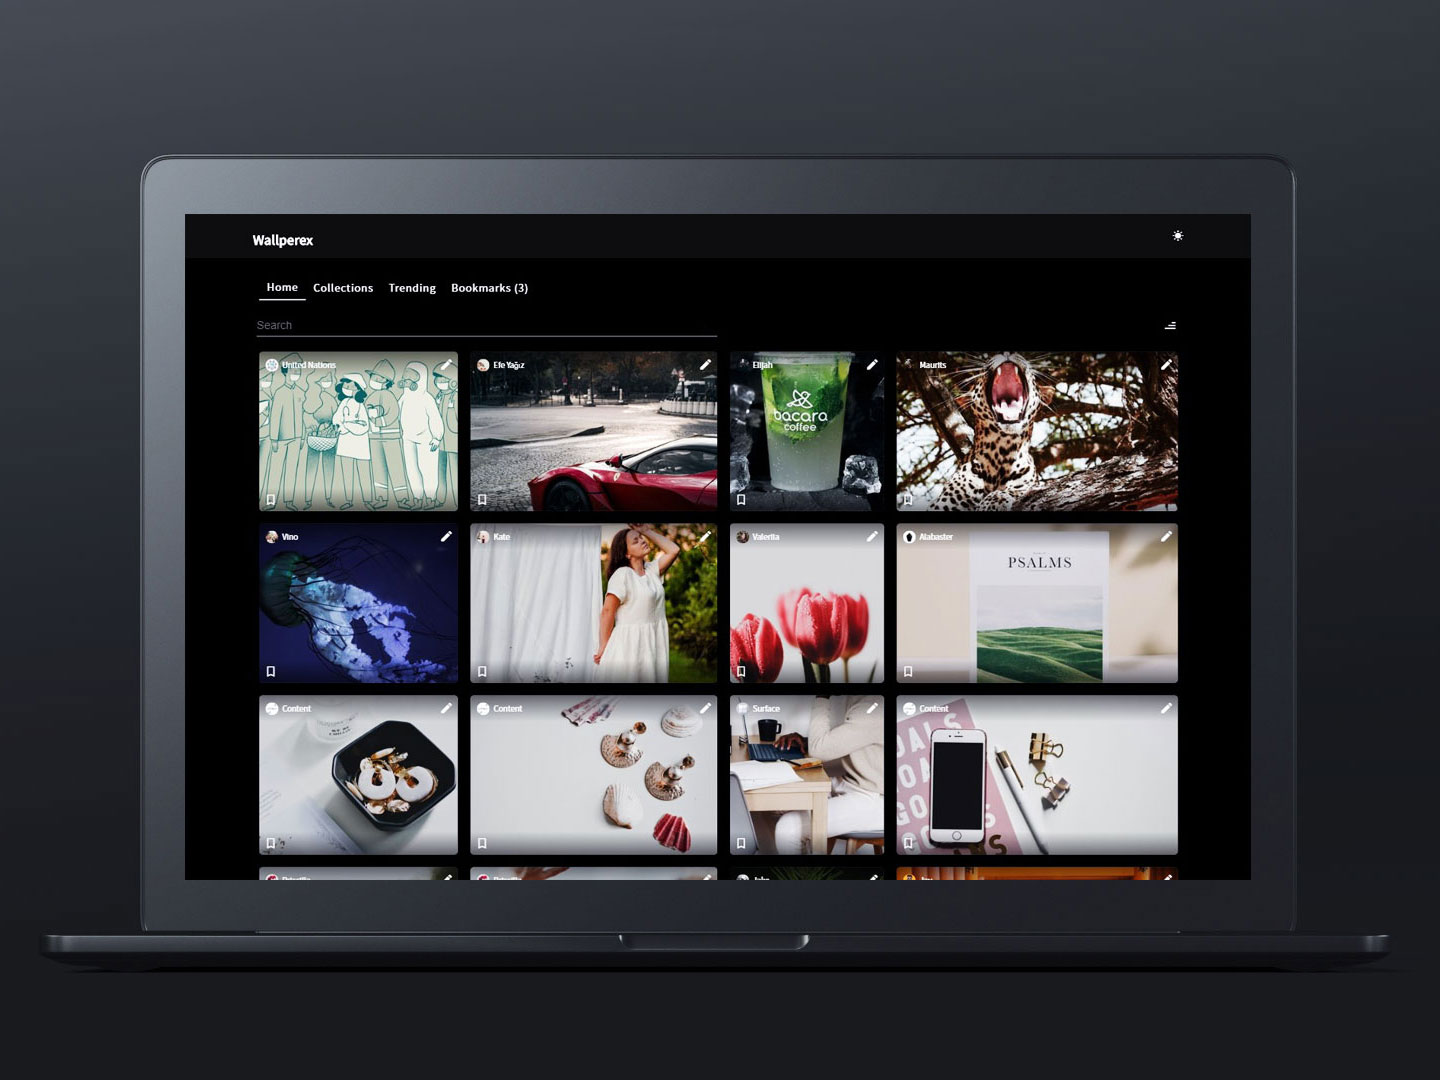 Wallperex
Home Collections Trending Bookmarks (3)
Search
United Nations
Efe Yağız
Elijah
Maurits
bacara
coffee
Vino
Kate
Valeriia
Alabaster
PSALMS
Content
Content
Surface
Content